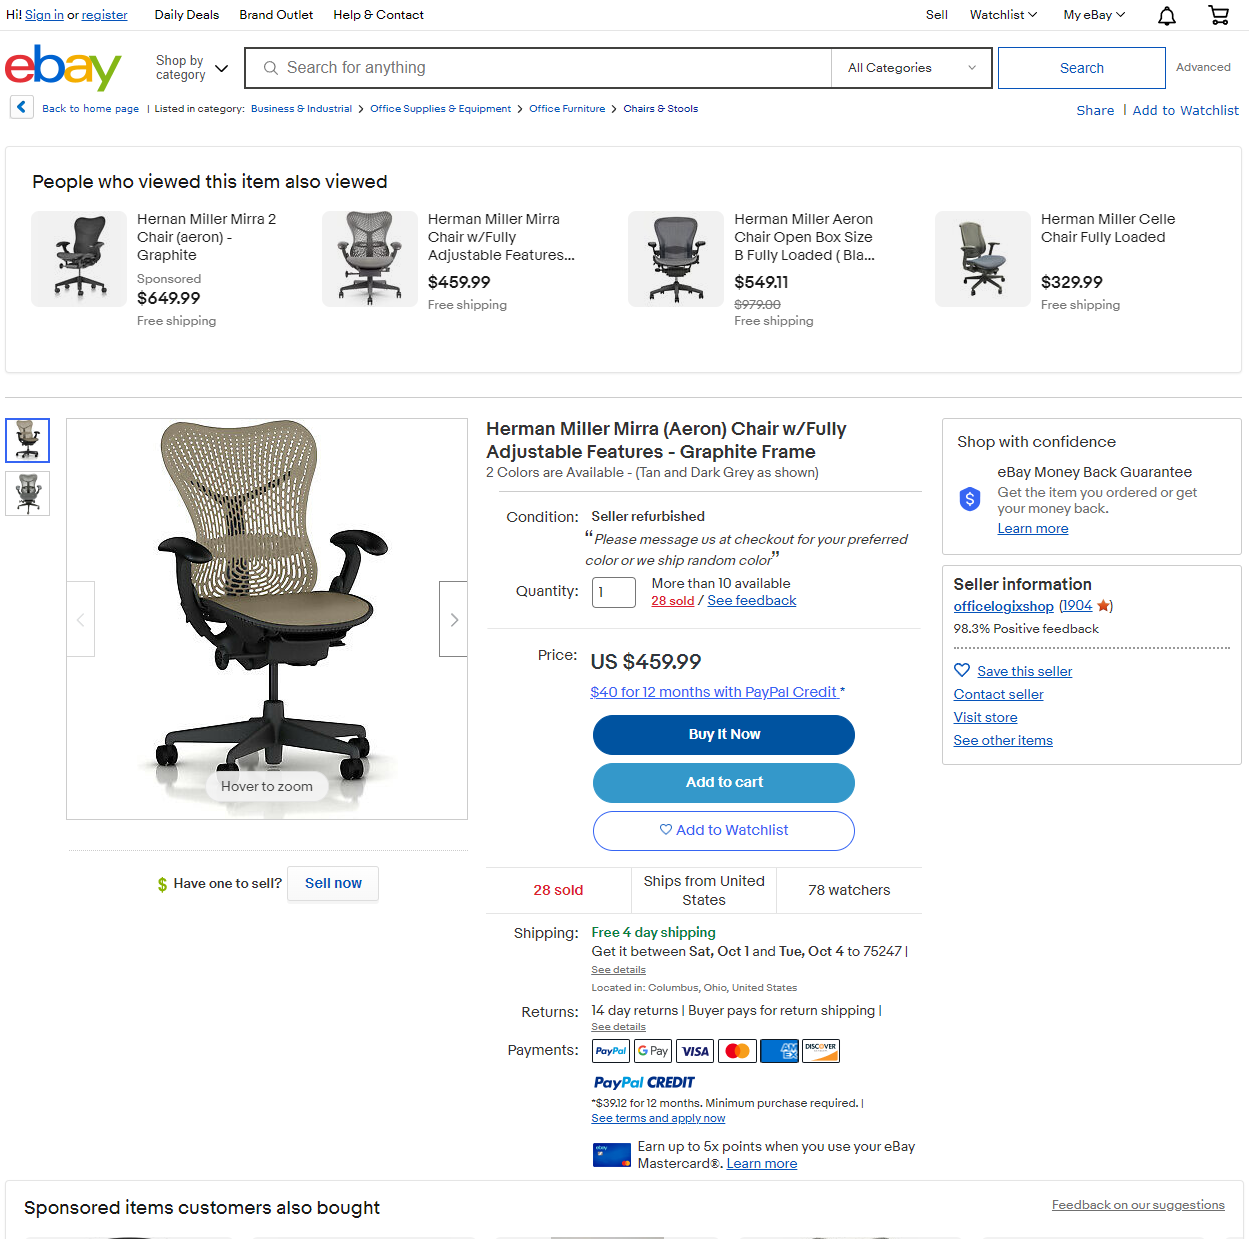 Hi! Sign in or register
Daily Deals
Brand Outlet
Help & Contact
Sell
Watchlist
My eBay
ebay
Shop by
category
Search for anything
All Categories
Search
Advanced
Back to home page | Listed in category: Business & Industrial > Office Supplies & Equipment > Office Furniture > Chairs & Stools
Share | Add to Watchlist
People who viewed this item also viewed
Hernan Miller Mirra 2
Chair (aeron) -
Graphite
Sponsored
$649.99
Free shipping
Herman Miller Mirra
Chair w/Fully
Adjustable Features...
$459.99
Free shipping
Herman Miller Aeron
Chair Open Box Size
B Fully Loaded ( Bla...
$549.11
$979.00
Free shipping
Herman Miller Celle
Chair Fully Loaded
$329.99
Free shipping
Hover to zoom
$ Have one to sell?
Sell now
Herman Miller Mirra (Aeron) Chair w/Fully
Adjustable Features - Graphite Frame
2 Colors are Available - (Tan and Dark Grey as shown)
Condition: Seller refurbished
“Please message us at checkout for your preferred
color or we ship random color”
Quantity: 1
More than 10 available
28 sold / See feedback
Price: US $459.99
$40 for 12 months with PayPal Credit *
Buy It Now
Add to cart
Add to Watchlist
28 sold
Ships from United
States
78 watchers
Shipping: Free 4 day shipping
Get it between Sat, Oct 1 and Tue, Oct 4 to 75247 |
See details
Located in: Columbus, Ohio, United States
Returns: 14 day returns | Buyer pays for return shipping |
See details
Payments: PayPal G Pay VISA AM EX DISCOVER
PayPal CREDIT
*$39.12 for 12 months. Minimum purchase required. |
See terms and apply now
ebay
Earn up to 5x points when you use your eBay
Mastercard®. Learn more
Shop with confidence
eBay Money Back Guarantee
$
Get the item you ordered or get
your money back.
Learn more
Seller information
officelogixshop (1904)
98.3% Positive feedback
Save this seller
Contact seller
Visit store
See other items
Sponsored items customers also bought
Feedback on our suggestions